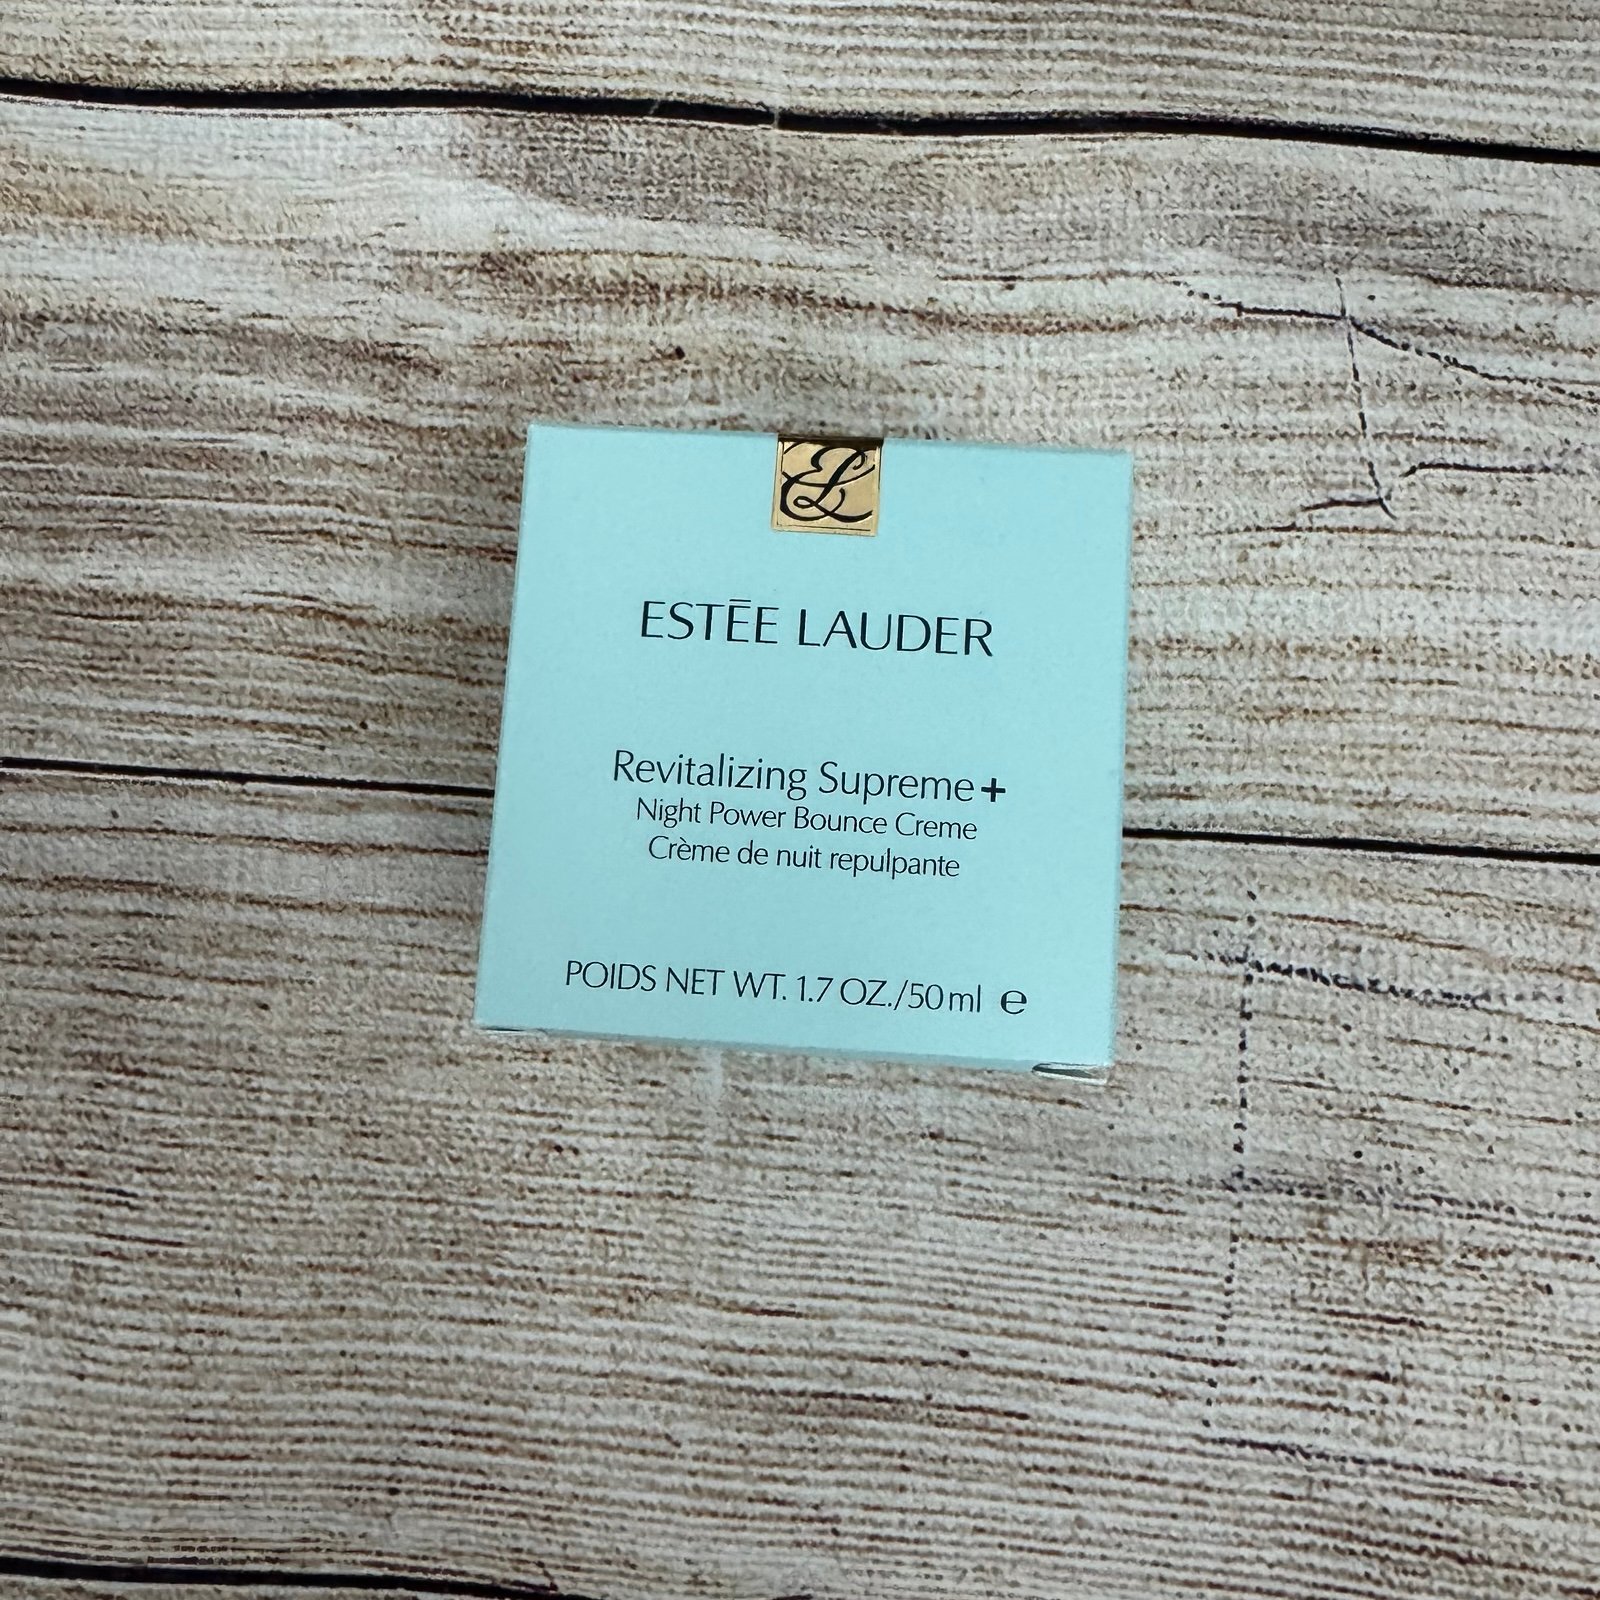 EL
ESTĒE LAUDER
Revitalizing Supreme+
Night Power Bounce Creme
Crème de nuit repulpante
POIDS NET WT. 1.7 OZ./50 ml ℮